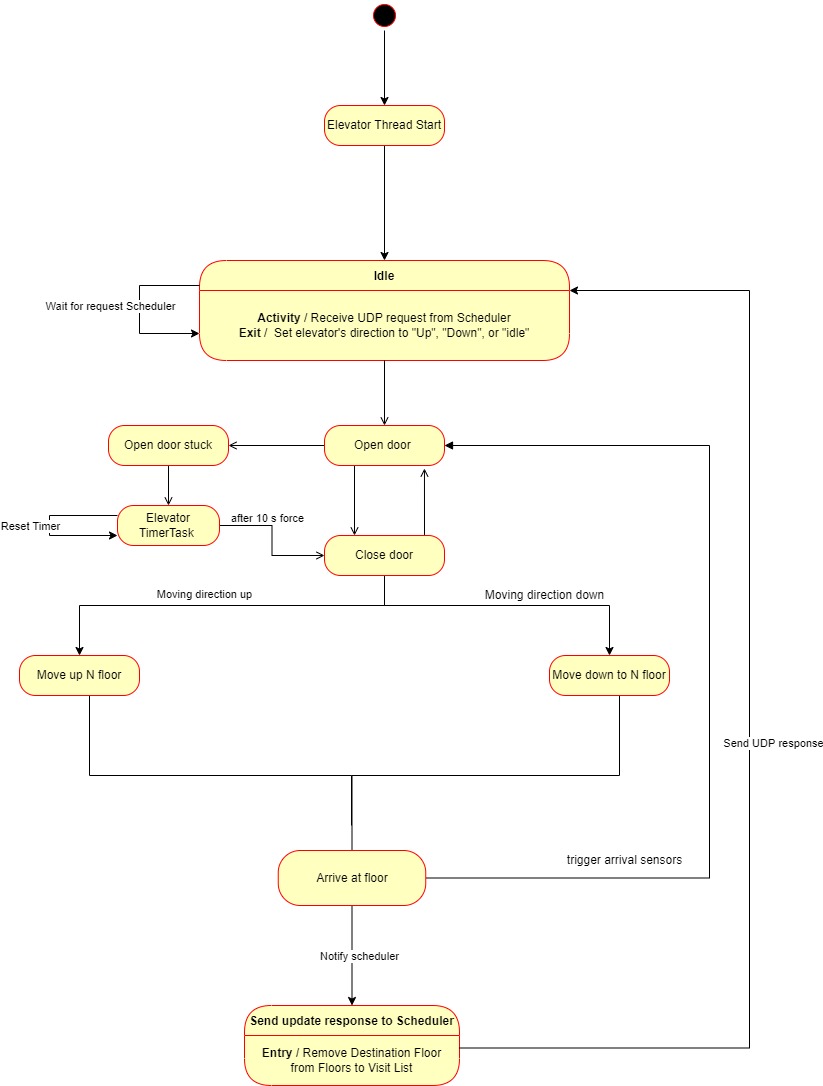 Elevator Thread Start
Idle
Wait for request Scheduler
Activity / Receive UDP request from Scheduler
Exit /  Set elevator's direction to "Up", "Down", or "idle"
Open door stuck
Open door
Elevator
TimerTask
after 10 s force
Reset Timer
Close door
Moving direction up
Moving direction down
Move up N floor
Move down to N floor
Send UDP response
Arrive at floor
trigger arrival sensors
Notify scheduler
Send update response to Scheduler
Entry / Remove Destination Floor
from Floors to Visit List